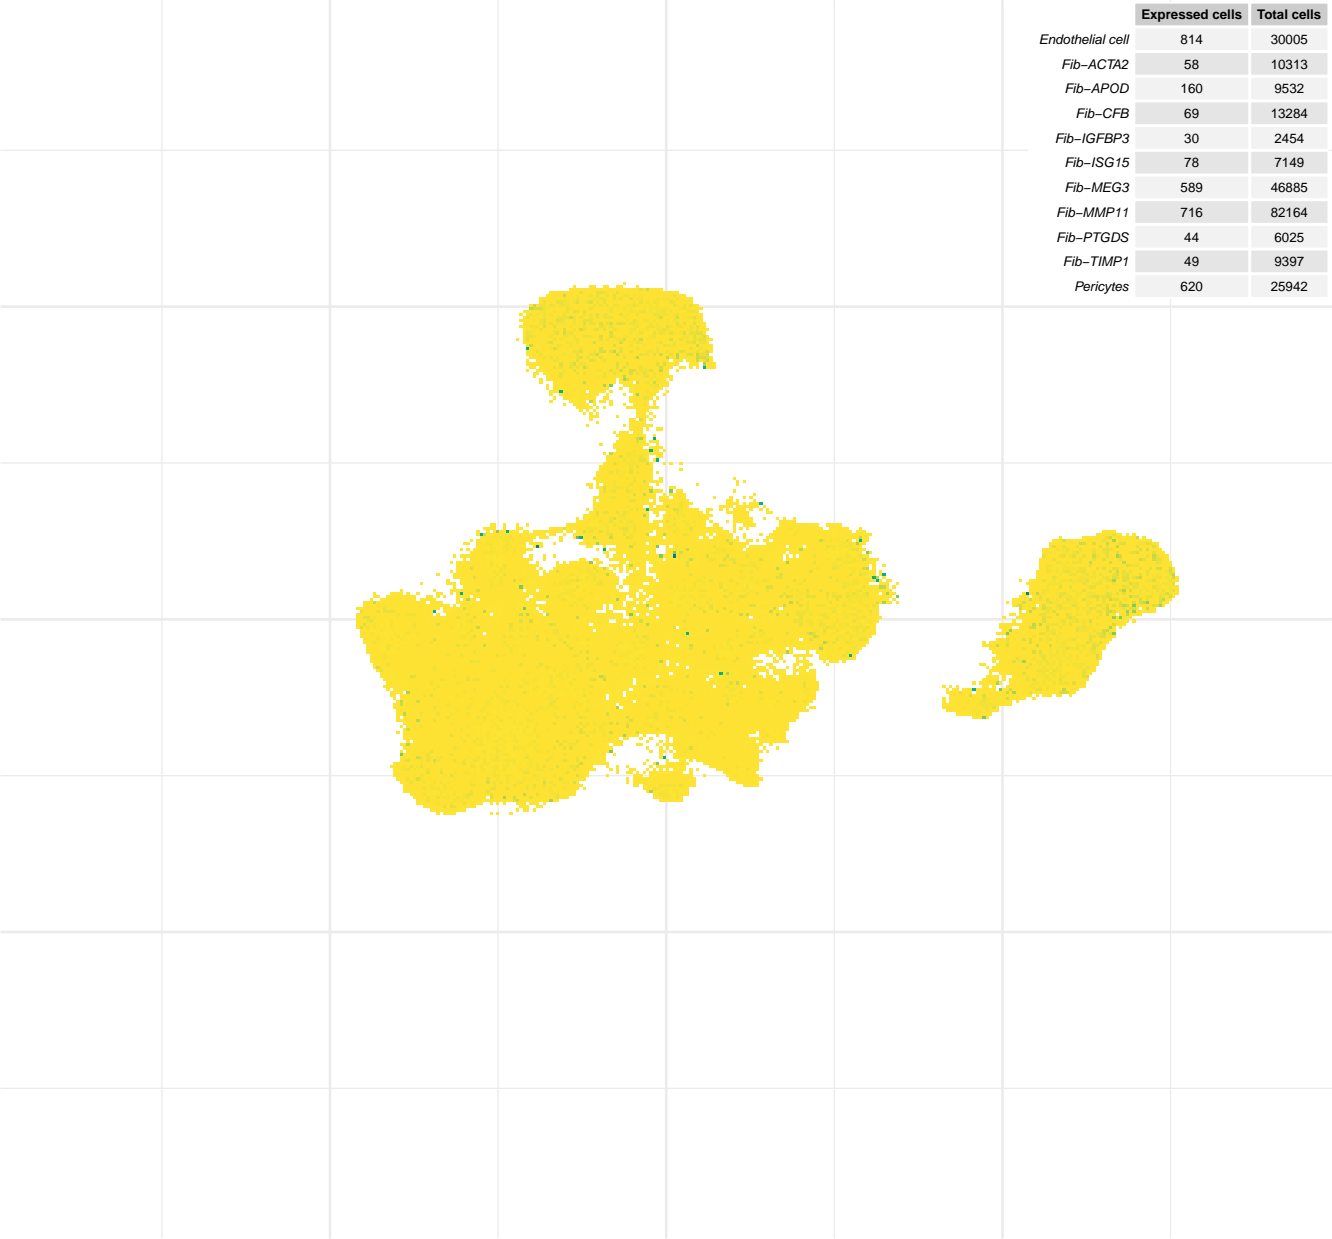 Expressed cells Total cells
Endothelial cell 814 30005
Fib−ACTA2 58 10313
Fib−APOD 160 9532
Fib−CFB 69 13284
Fib−IGFBP3 30 2454
Fib−ISG15 78 7149
Fib−MEG3 589 46885
Fib−MMP11 716 82164
Fib−PTGDS 44 6025
Fib−TIMP1 49 9397
Pericytes 620 25942